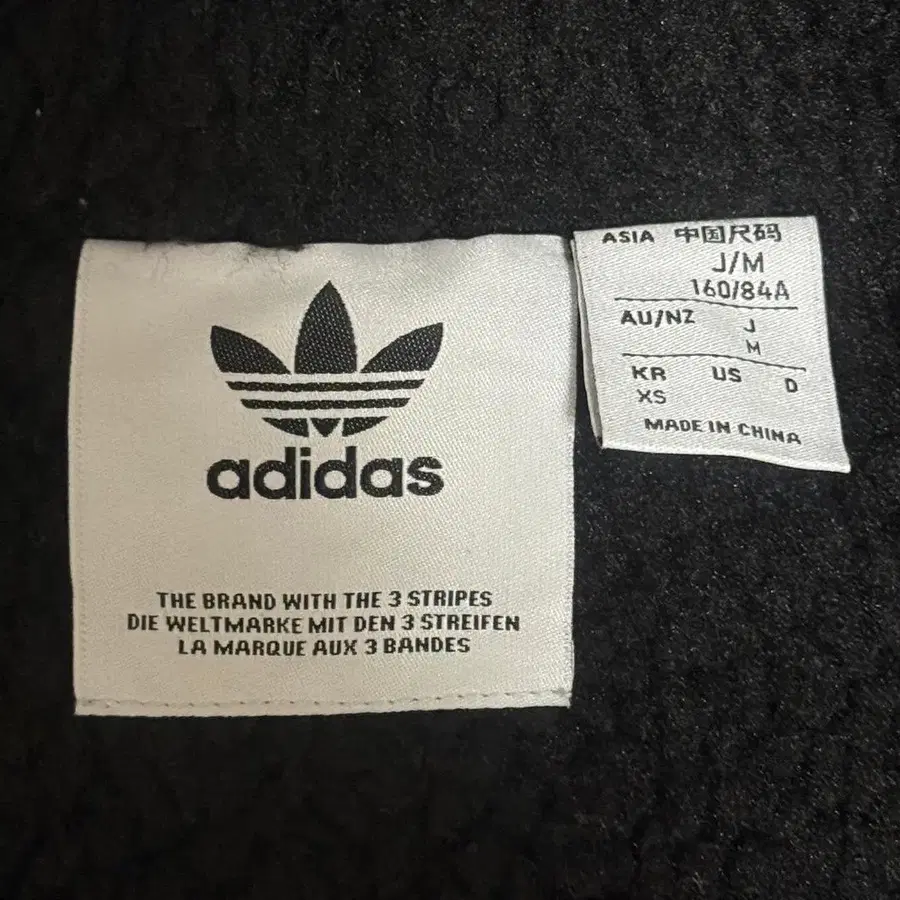 adidas
THE BRAND WITH THE 3 STRIPES
DIE WELTMARKE MIT DEN 3 STREIFEN
LA MARQUE AUX 3 BANDES
ASIA 中国尺码
J/M
160/84A
AU/NZ J
M
KR US D
XS
MADE IN CHINA